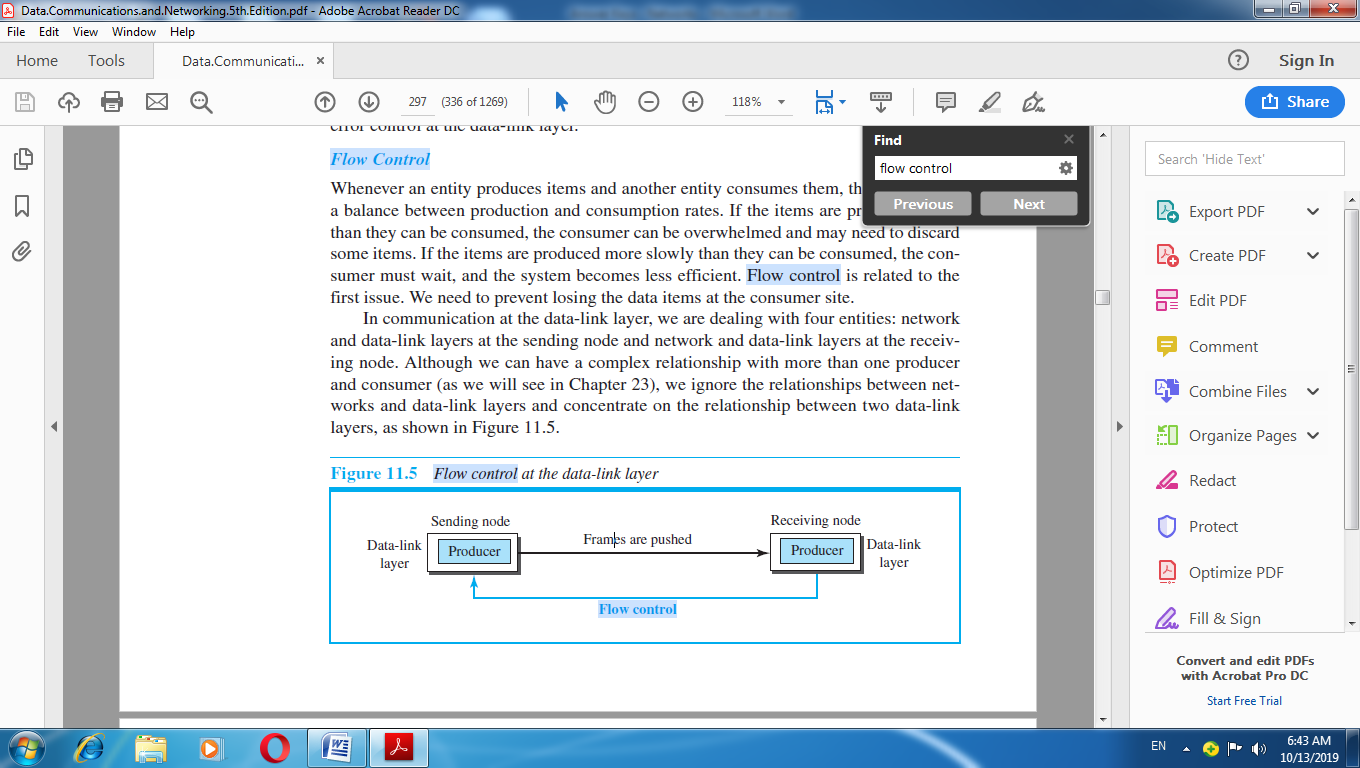 Data.Communications.and.Networking.5th.Edition.pdf - Adobe Acrobat Reader DC
File Edit View Window Help
Home Tools Data.Communicati... × ? Sign In
297 (336 of 1269) 118% Share
error control at the data-link layer.
Find
flow control
Previous Next
Flow Control
Whenever an entity produces items and another entity consumes them, th
a balance between production and consumption rates. If the items are pr
than they can be consumed, the consumer can be overwhelmed and may need to discard
some items. If the items are produced more slowly than they can be consumed, the con-
sumer must wait, and the system becomes less efficient. Flow control is related to the
first issue. We need to prevent losing the data items at the consumer site.
In communication at the data-link layer, we are dealing with four entities: network
and data-link layers at the sending node and network and data-link layers at the receiv-
ing node. Although we can have a complex relationship with more than one producer
and consumer (as we will see in Chapter 23), we ignore the relationships between net-
works and data-link layers and concentrate on the relationship between two data-link
layers, as shown in Figure 11.5.
Figure 11.5 Flow control at the data-link layer
Sending node
Receiving node
Data-link
layer
Producer
Frames are pushed
Producer
Data-link
layer
Flow control
Search 'Hide Text'
Export PDF
Create PDF
Edit PDF
Comment
Combine Files
Organize Pages
Redact
Protect
Optimize PDF
Fill & Sign
Convert and edit PDFs
with Acrobat Pro DC
Start Free Trial
EN
6:43 AM
10/13/2019